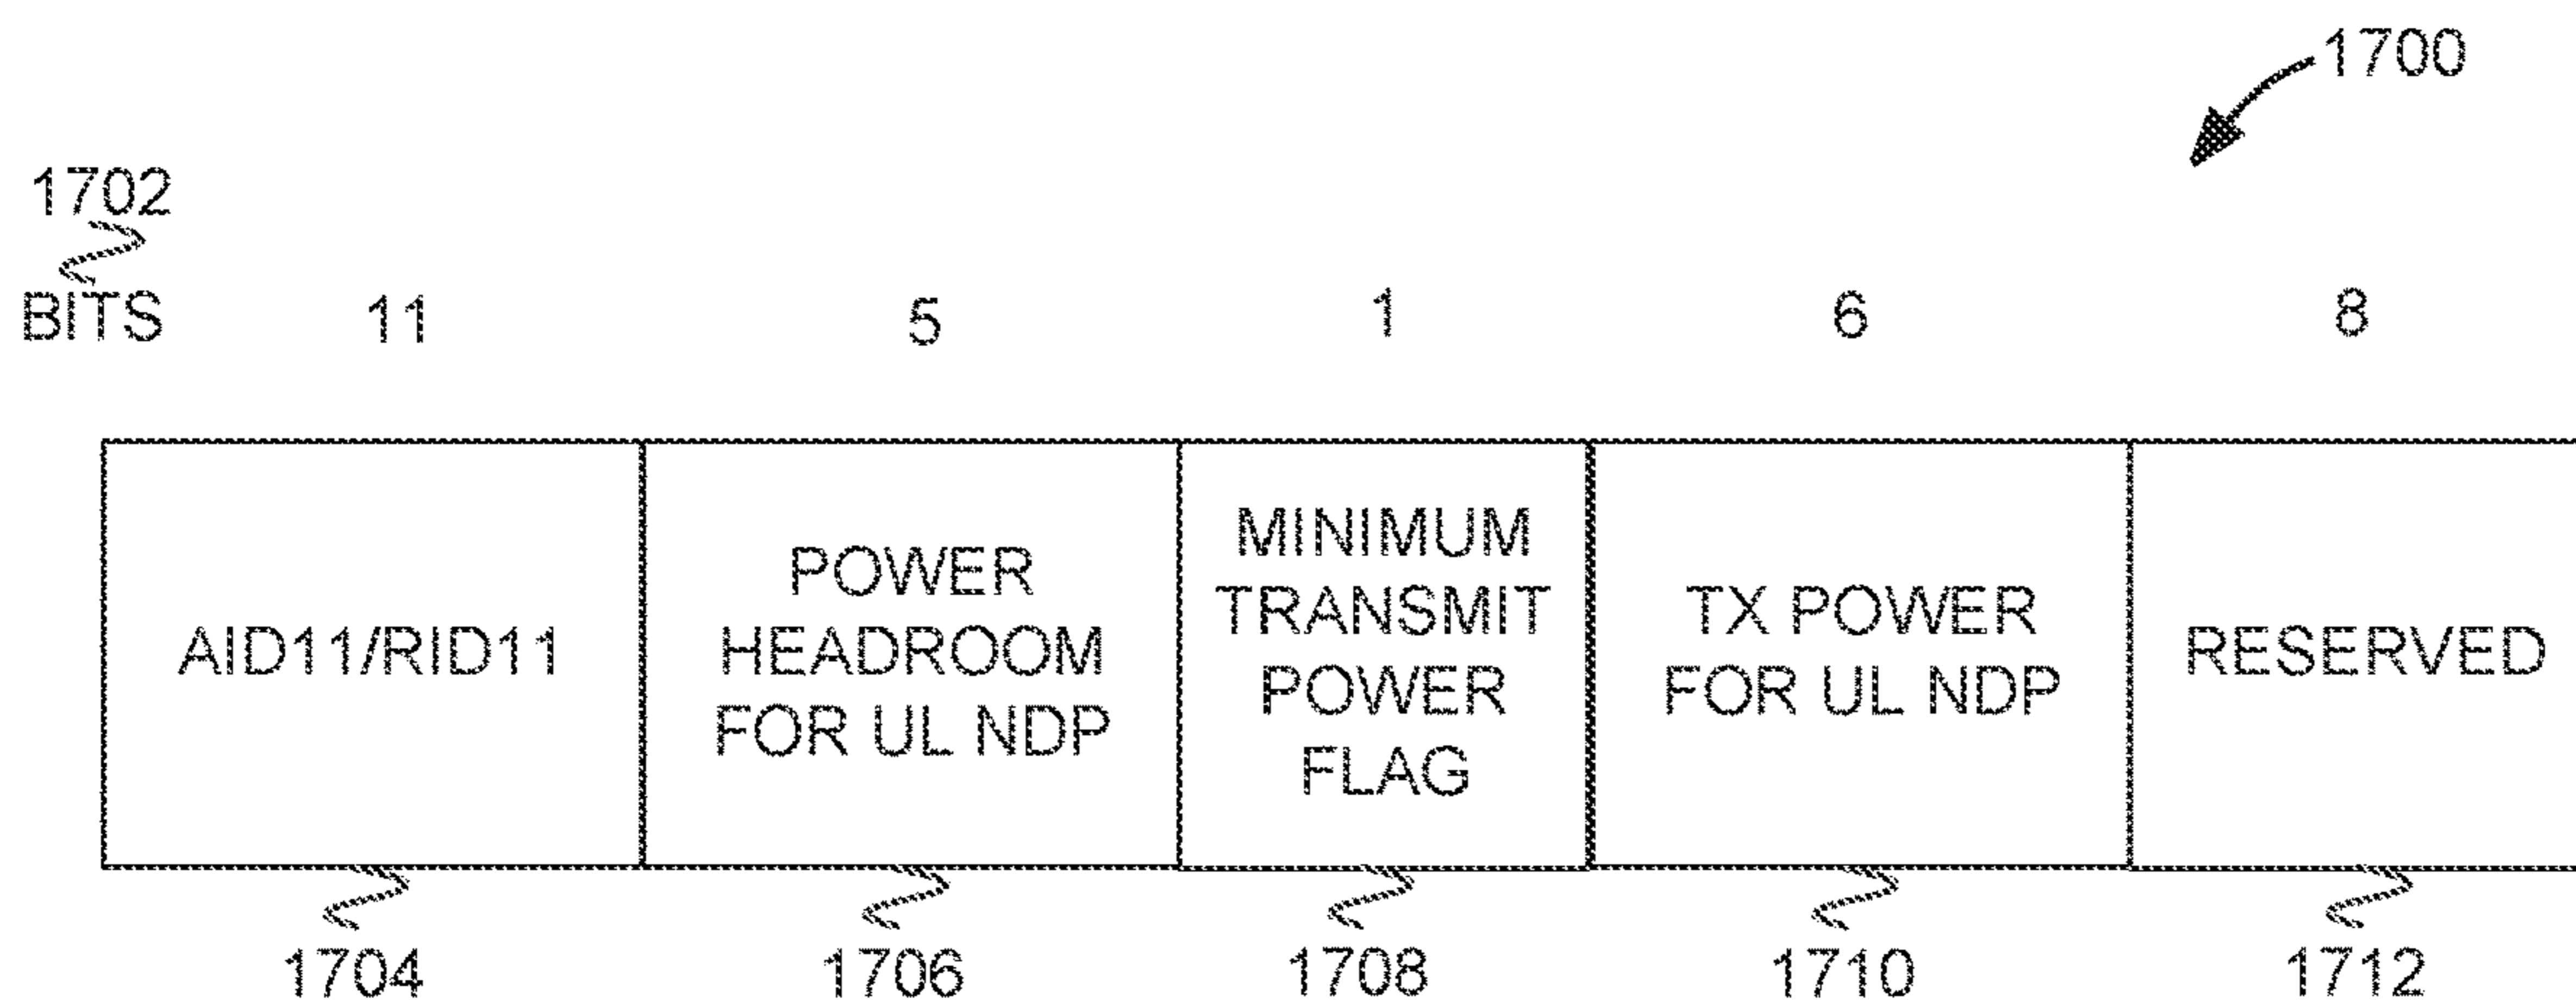 1700
1702
BITS 11 5 1 6 8
AID11/RID11
POWER
HEADROOM
FOR UL NDP
MINIMUM
TRANSMIT
POWER
FLAG
TX POWER
FOR UL NDP
RESERVED
1704 1706 1708 1710 1712